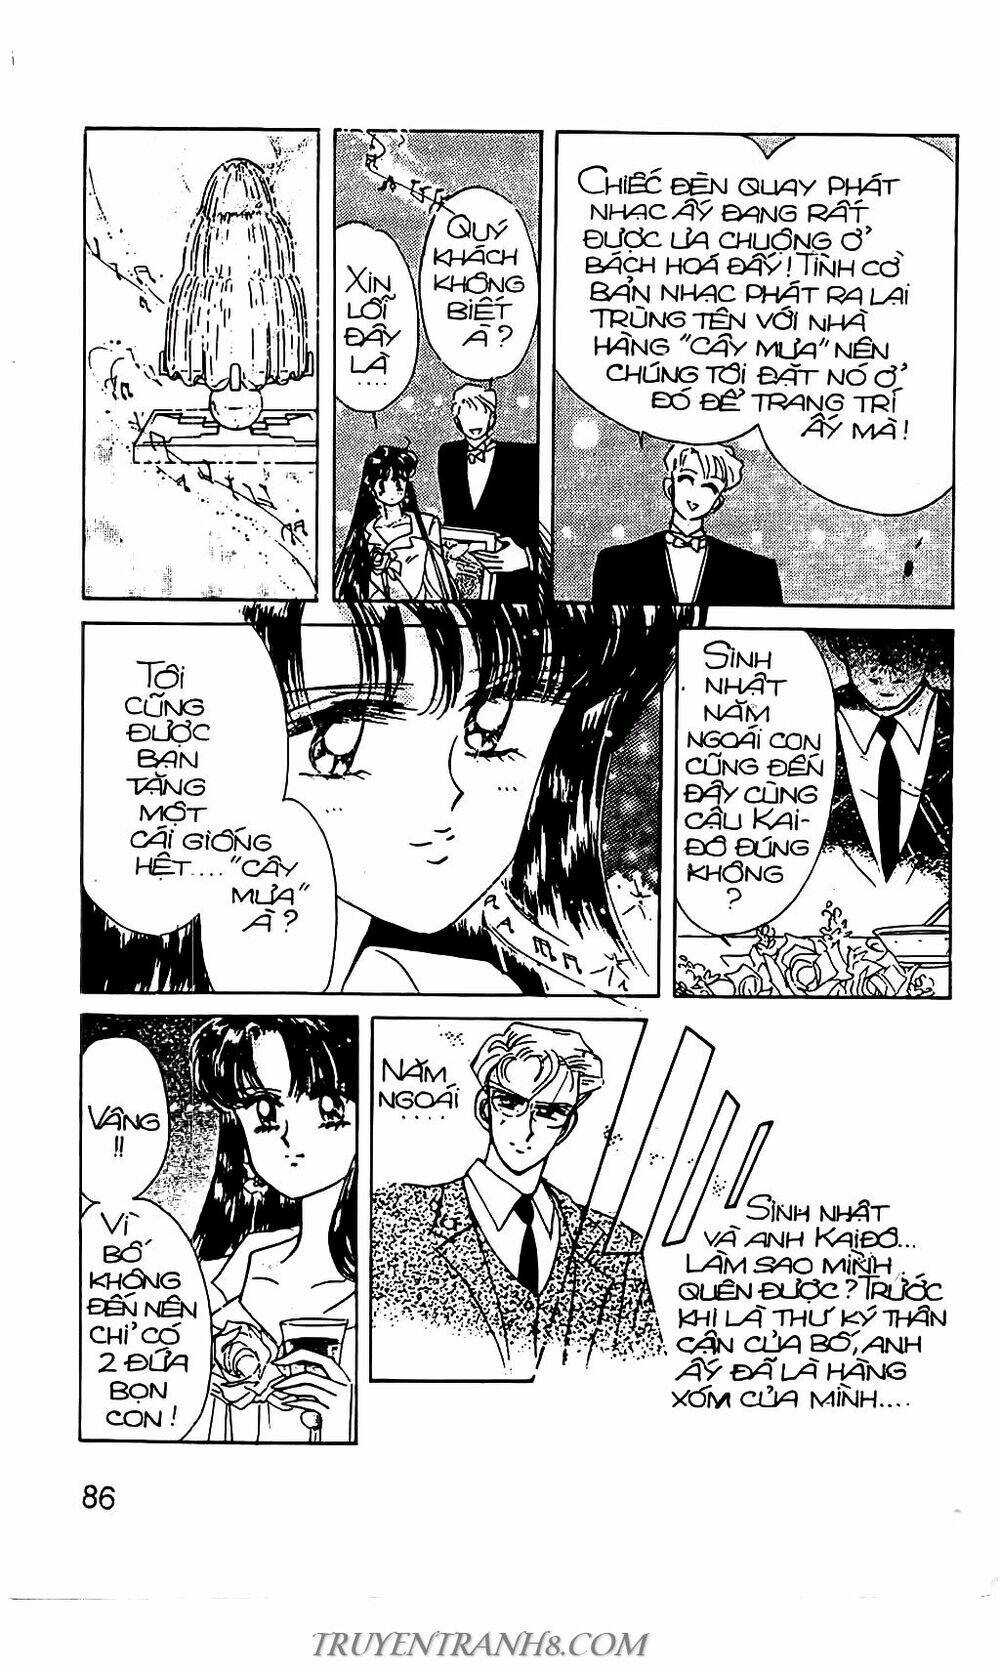 XIN
LỖI
ĐÂY
LÀ
....
QUÝ
KHÁCH
KHÔNG
BIẾT
À?
CHIẾC ĐÈN QUAY PHÁT
NHẠC ẤY ĐANG RẤT
ĐƯỢC ƯA CHUỘNG Ở
BÁCH HOÁ ĐẤY! TÌNH CỜ
BẢN NHẠC PHÁT RA LẠI
TRÙNG TÊN VỚI NHÀ
HÀNG "CÂY MƯA" NÊN
CHÚNG TÔI ĐẶT NÓ Ở
ĐÓ ĐỂ TRANG TRÍ
ẤY MÀ!
TÔI
CŨNG
ĐƯỢC
BẠN
TẶNG
MỘT
CÁI GIỐNG
HỆT.... "CÂY
MƯA"
À?
SINH
NHẬT
NĂM
NGOÁI CON
CŨNG ĐẾN
ĐÂY CÙNG
CẬU KAI-
ĐÔ ĐÚNG
KHÔNG
?
VÂNG
!!
VÌ
BỐ
KHÔNG
ĐẾN NÊN
CHỈ CÓ
2 ĐỨA
BỌN
CON!
NĂM
NGOÁI
.....
SINH NHẬT
VÀ ANH KAIĐÔ...
LÀM SAO MÌNH
QUÊN ĐƯỢC? TRƯỚC
KHI LÀ THƯ KÝ THÂN
CẬN CỦA BỐ, ANH
ẤY ĐÃ LÀ HÀNG
XÓM CỦA MÌNH....
86
TRUYENTRANH8.COM